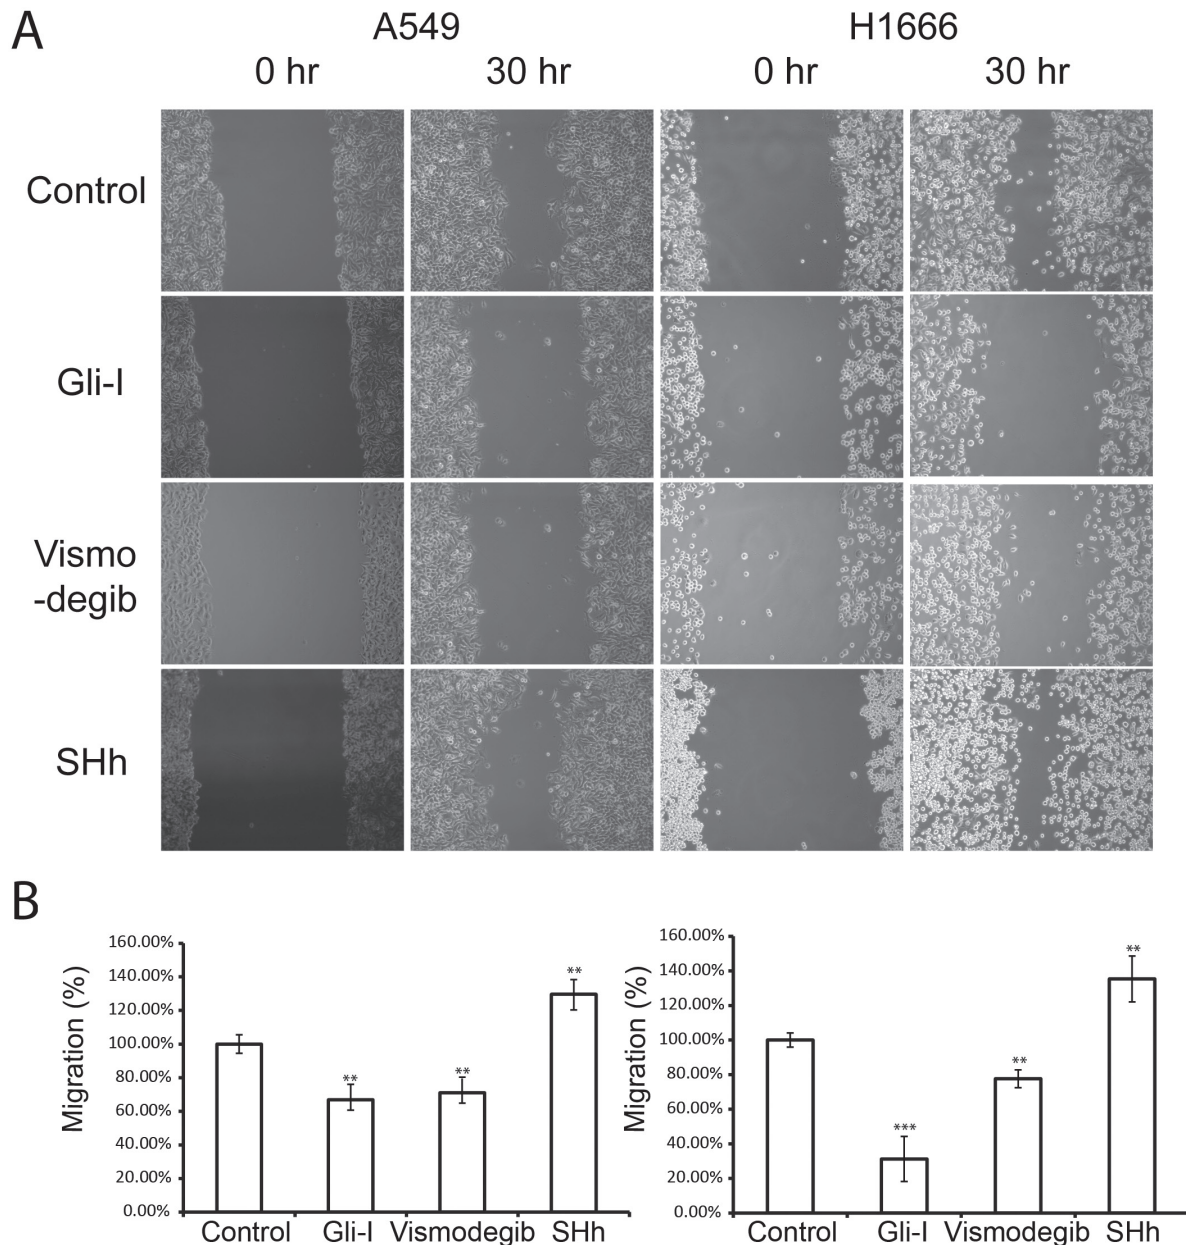 A
A549 H1666
0 hr 30 hr 0 hr 30 hr
Control
Gli-I
Vismo
-degib
SHh
B
Migration (%)
160.00%
140.00%
120.00%
100.00%
80.00%
60.00%
40.00%
20.00%
0.00%
** ** **
Control Gli-I Vismodegib SHh
Migration (%)
160.00%
140.00%
120.00%
100.00%
80.00%
60.00%
40.00%
20.00%
0.00%
*** ** **
Control Gli-I Vismodegib SHh